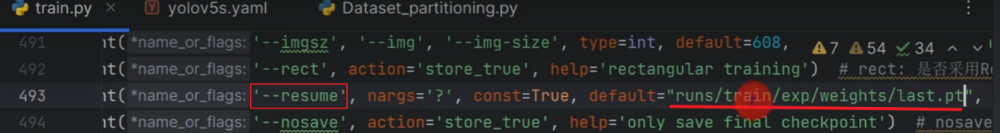 train.py × yolov5s.yaml Dataset_partitioning.py
491 nt(*name_or_flags: '--imgsz', '--img', '--img-size', type=int, default=608, 7 54 34
492 nt(*name_or_flags: '--rect', action='store_true', help='rectangular training') # rect: 是否采用Re
493 nt(*name_or_flags: '--resume', nargs='?', const=True, default="runs/train/exp/weights/last.pt",
494 nt(*name_or_flags: '--nosave', action='store_true', help='only save final checkpoint') # nosave